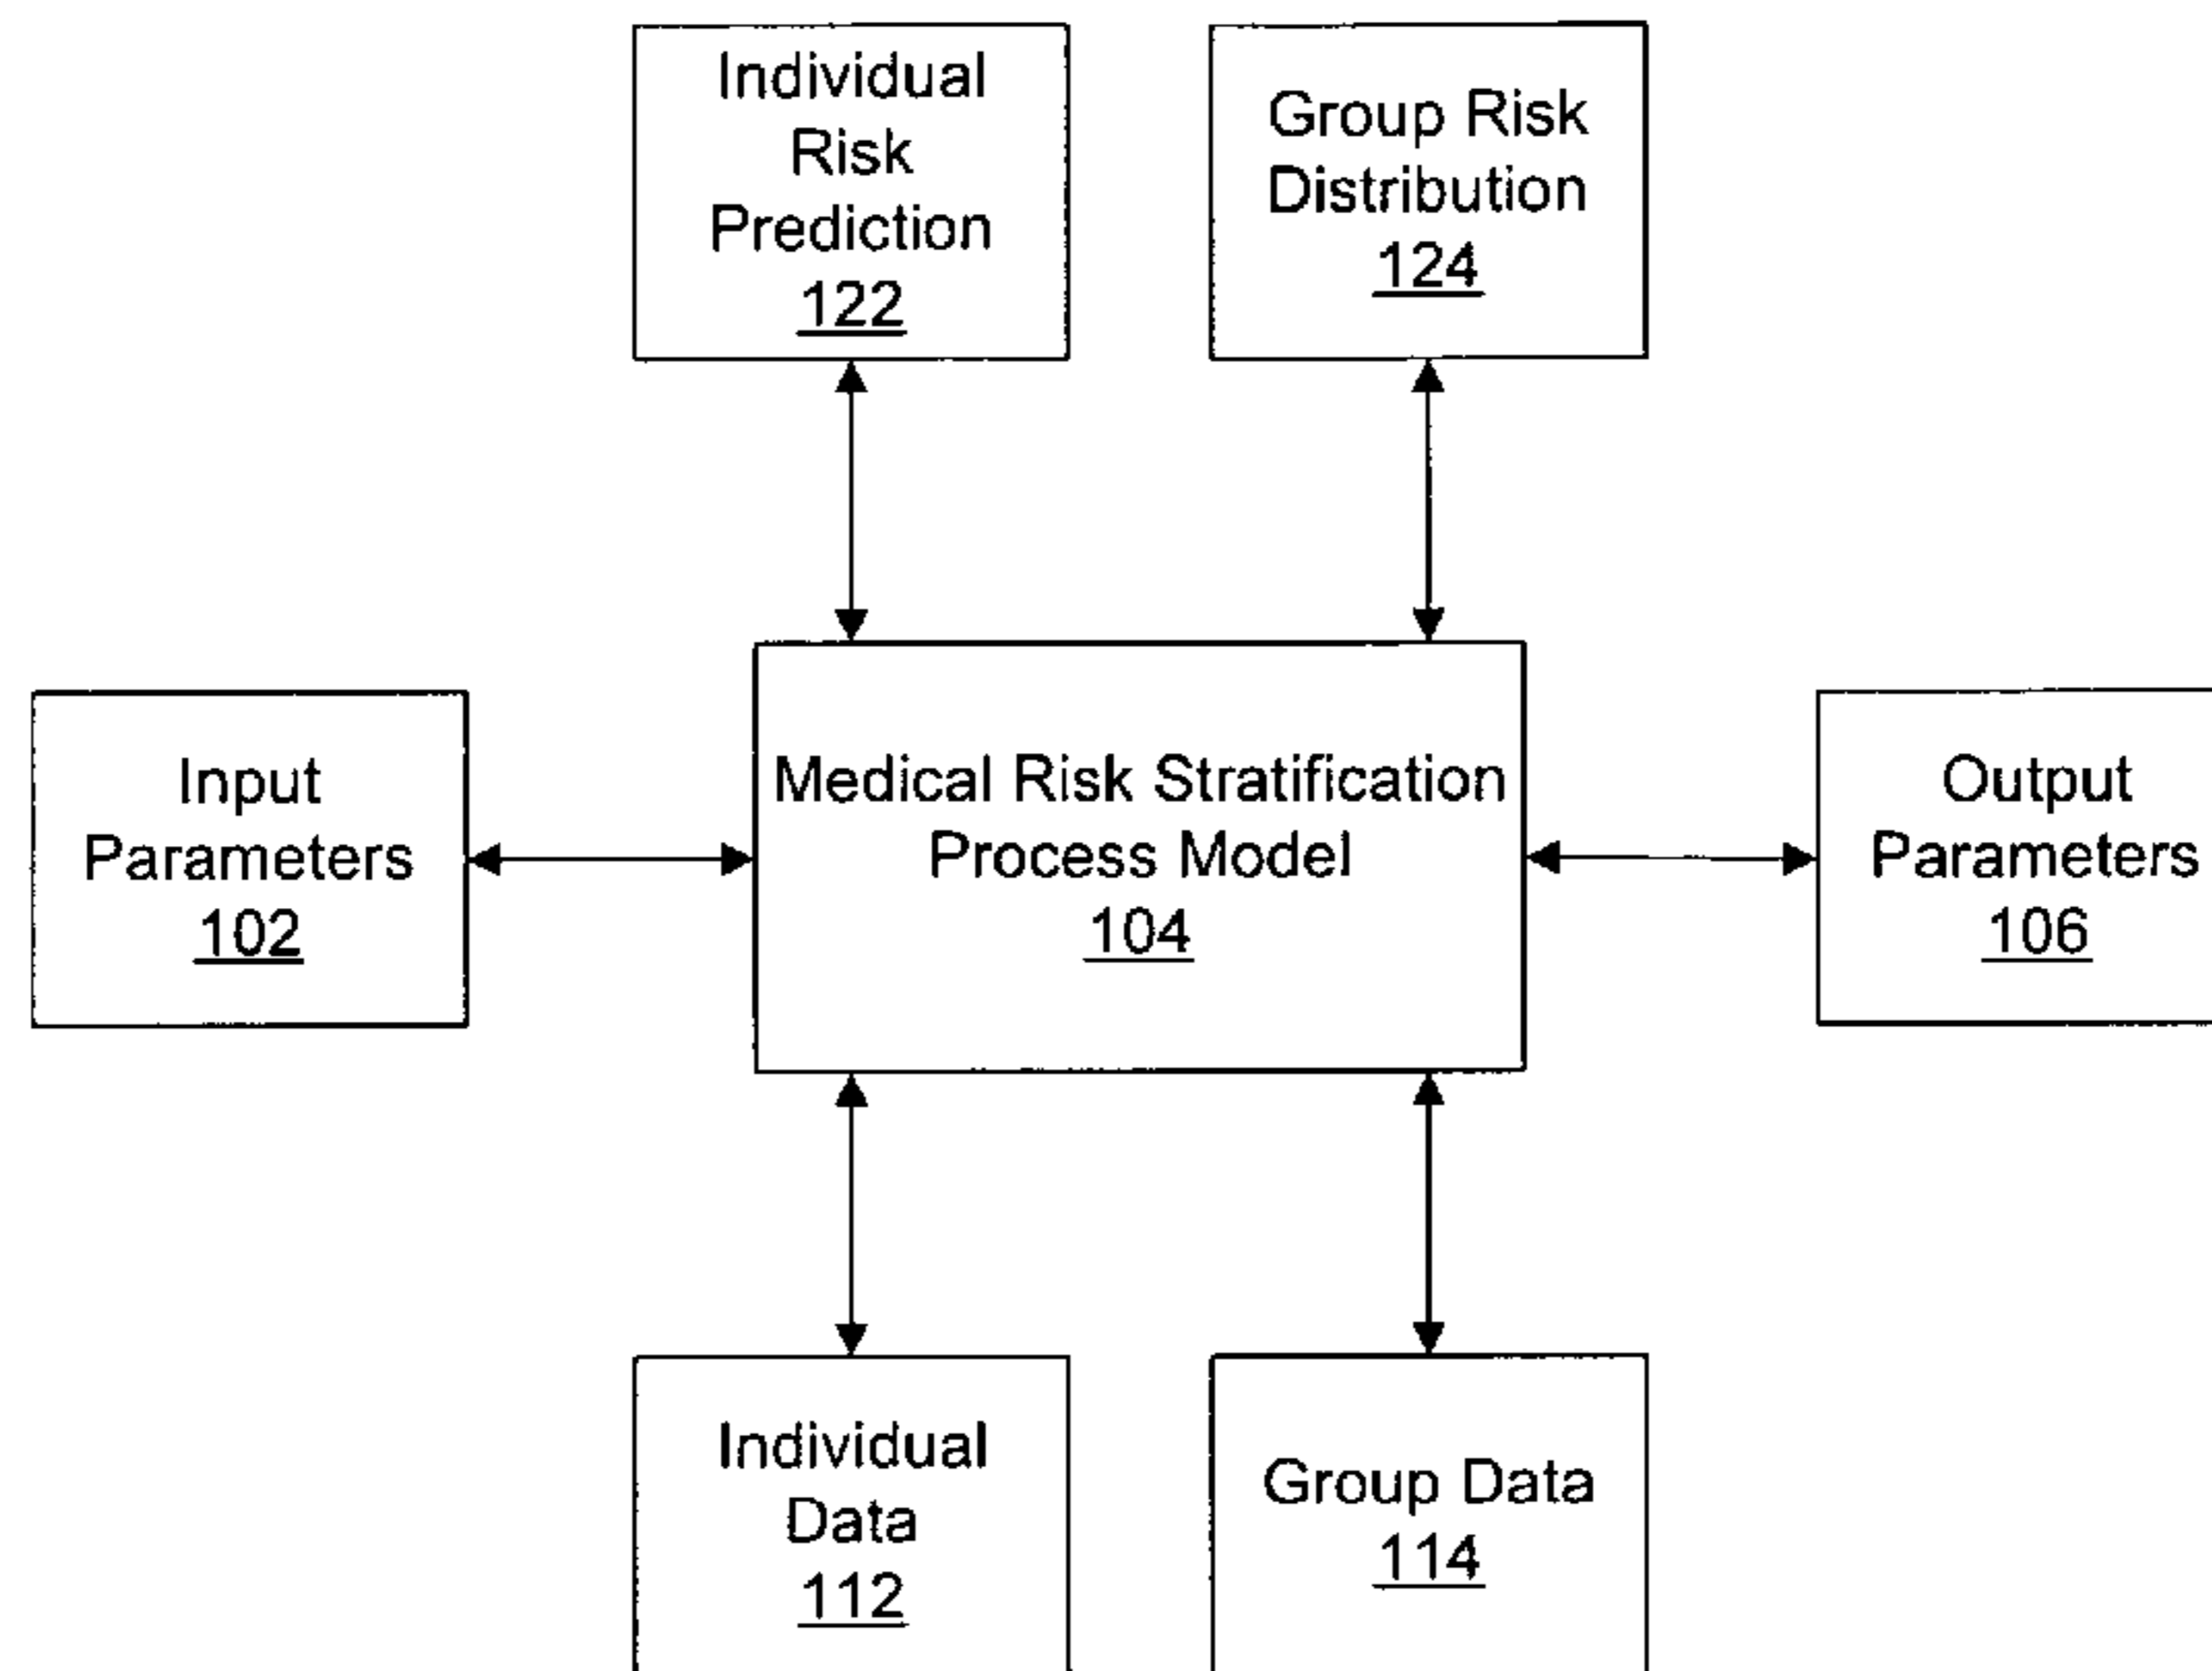 Individual
Risk
Prediction
122
Group Risk
Distribution
124
Input
Parameters
102
Medical Risk Stratification
Process Model
104
Output
Parameters
106
Individual
Data
112
Group Data
114